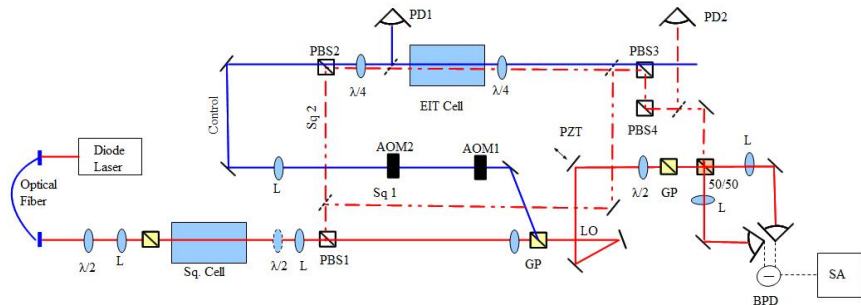 PD1
PD2
PBS2
PBS3
λ/4
EIT Cell
λ/4
Control
Sq 2
PBS4
PZT
Diode
Laser
AOM2
AOM1
L
Optical
Fiber
L
Sq 1
λ/2
GP
50/50
L
LO
λ/2
L
Sq. Cell
λ/2
L
PBS1
GP
BPD
SA